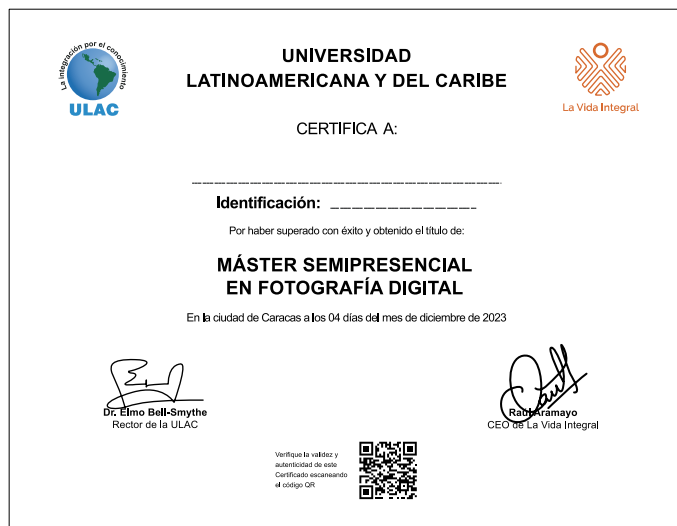 La integración por el conocimiento
ULAC
UNIVERSIDAD
LATINOAMERICANA Y DEL CARIBE
La Vida Integral
CERTIFICA A:
Identificación:
Por haber superado con éxito y obtenido el título de:
MÁSTER SEMIPRESENCIAL
EN FOTOGRAFÍA DIGITAL
En la ciudad de Caracas a los 04 días del mes de diciembre de 2023
Dr. Elmo Bell-Smythe
Rector de la ULAC
Raúl Aramayo
CEO de La Vida Integral
Verifique la validez y
autenticidad de este
Certificado escaneando
el código QR